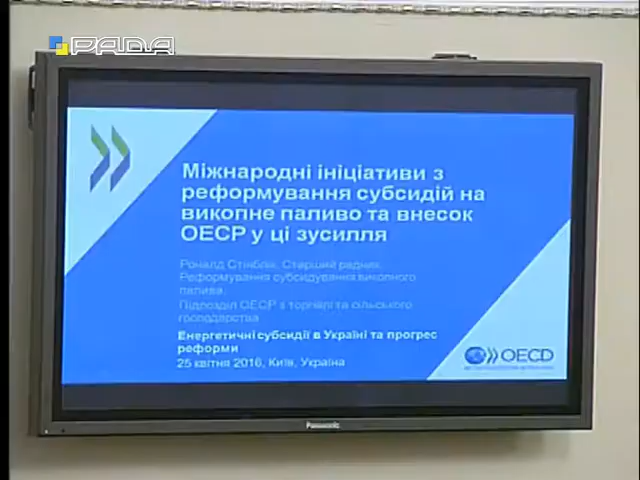 РАДА
Міжнародні ініціативи з
реформування субсидій на
викопне паливо та внесок
ОЕСР у ці зусилля
Рональд Стінблік, Старший радник,
Реформування субсидування викопного
палива
Підрозділ ОЕСР з торгівлі та сільського
господарства
Енергетичні субсидії в Україні та прогрес
реформи
25 квітня 2016, Київ, Україна
OECD
Panasonic